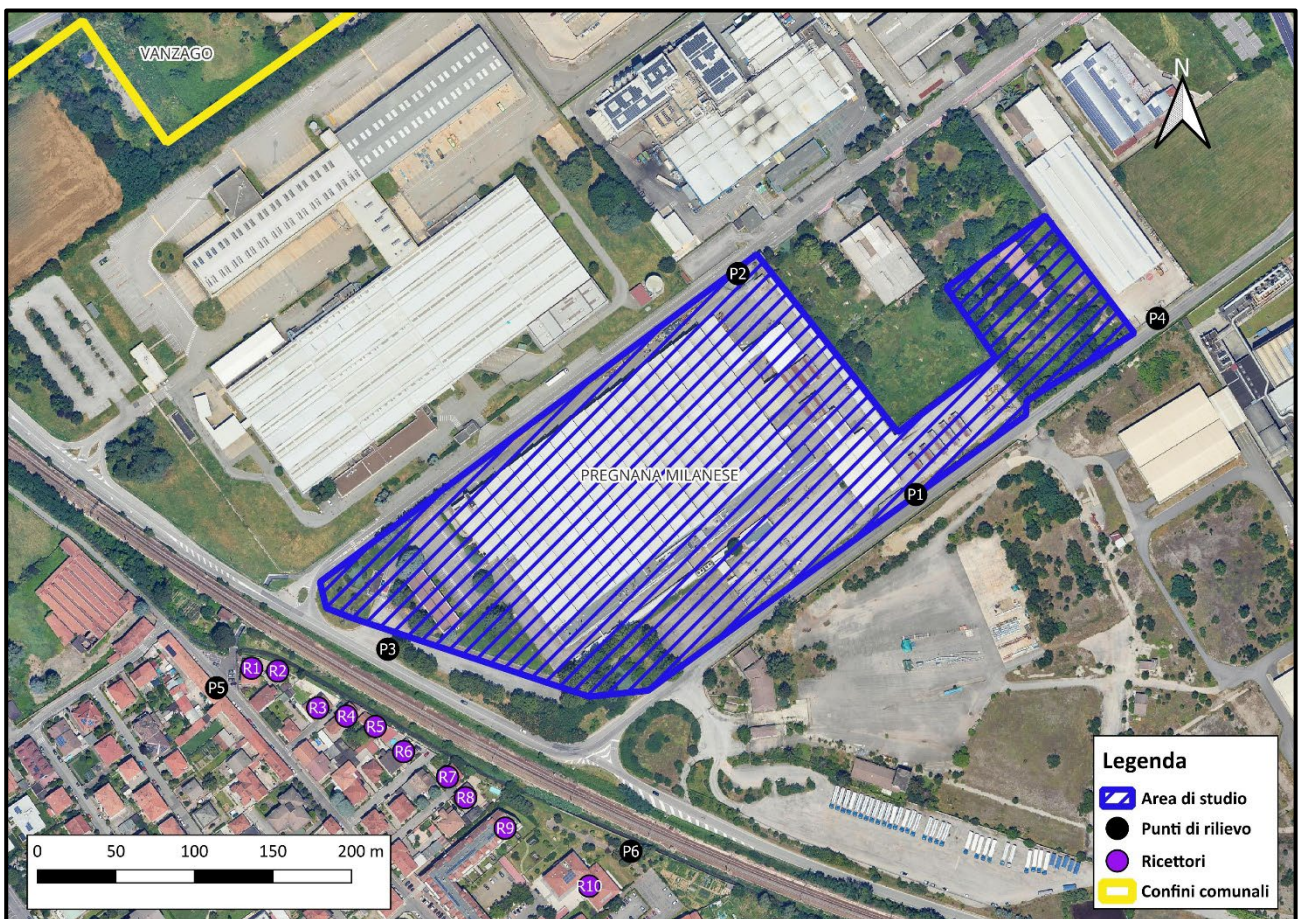 VANZAGO
N
P2
P4
PREGNANA MILANESE
P1
P3
R1
R2
P5
R3
R4
R5
R6
R7
R8
R9
P6
R10
0 50 100 150 200 m
Legenda
Area di studio
Punti di rilievo
Ricettori
Confini comunali